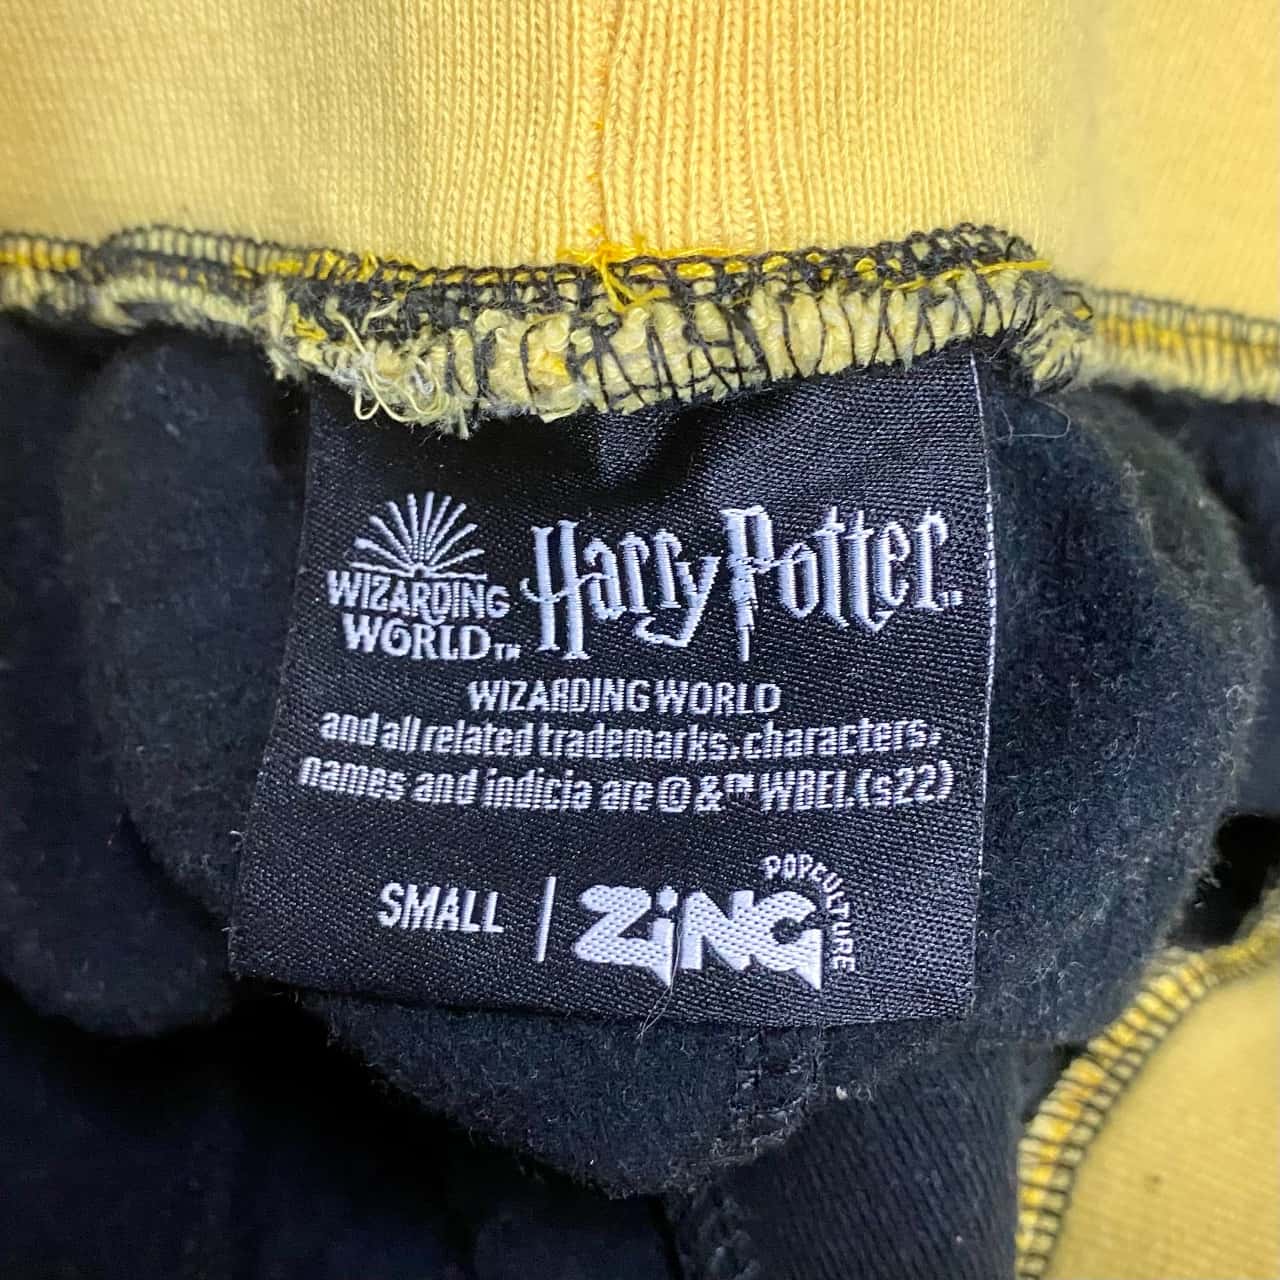 WIZARDING
WORLD™
Harry Potter
WIZARDING WORLD
and all related trademarks, characters,
names and indicia are © & ™ WBEI. (s22)
SMALL
ZiNG
POPCULTURE